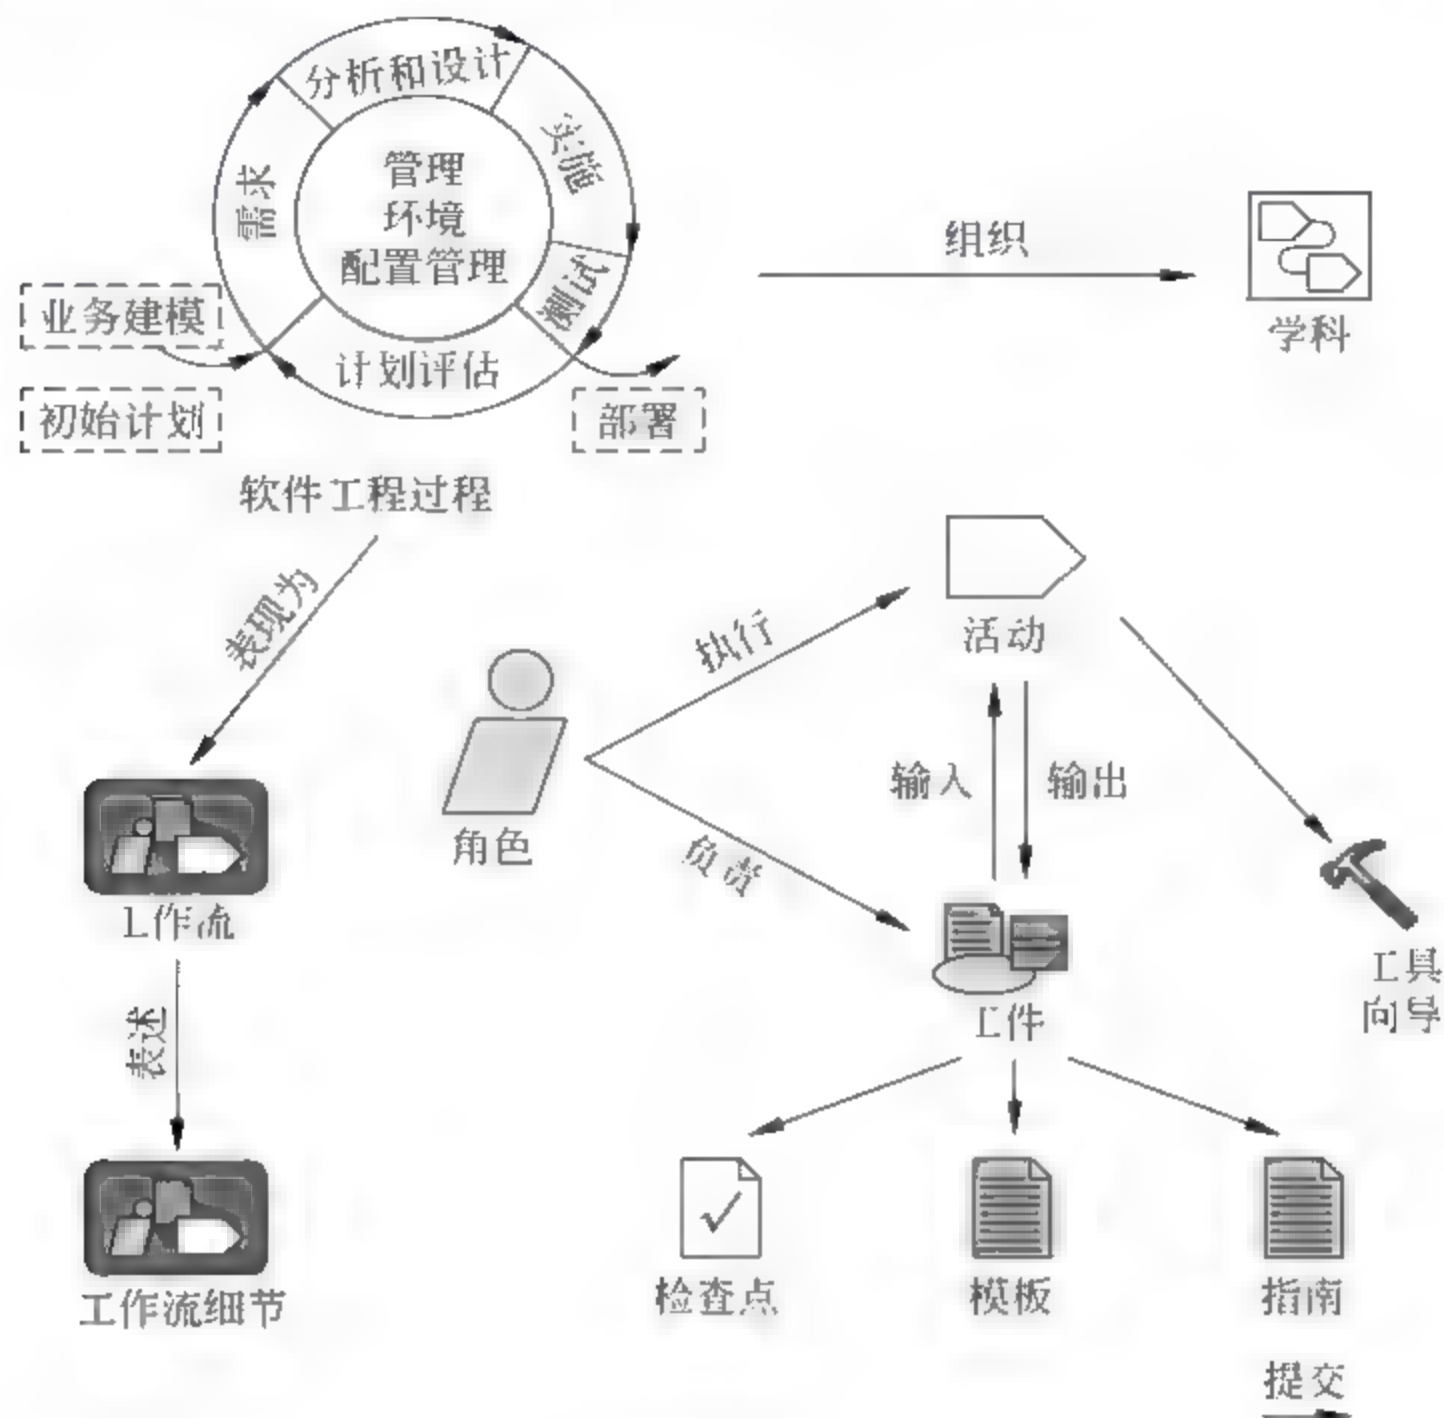 分析和设计
实施
需求
管理
环境
配置管理
测试
计划评估
业务建模
初始计划
部署
软件工程过程
组织
学科
表现为
执行
活动
角色
输入
输出
负责
工作流
工件
工具
向导
表述
工作流细节
检查点
模板
指南
提交